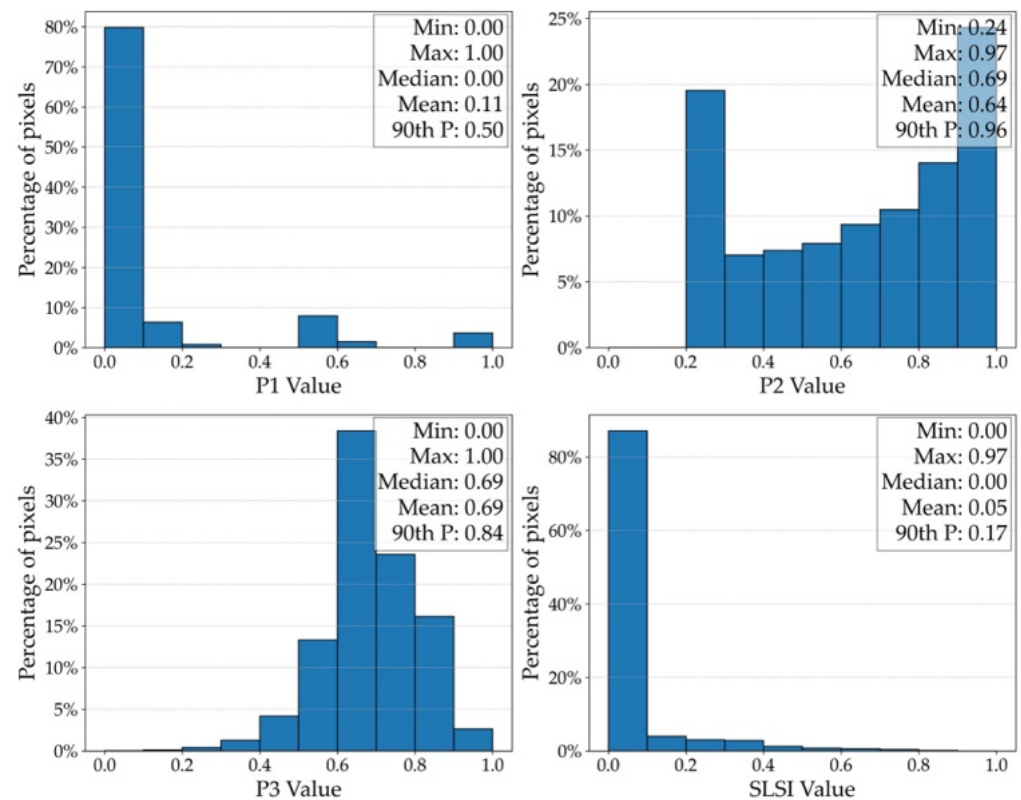 80%
70%
60%
50%
40%
30%
20%
10%
0%
Percentage of pixels
Min: 0.00
Max: 1.00
Median: 0.00
Mean: 0.11
90th P: 0.50
0.0 0.2 0.4 0.6 0.8 1.0
P1 Value
25%
20%
15%
10%
5%
0%
Percentage of pixels
Min: 0.24
Max: 0.97
Median: 0.69
Mean: 0.64
90th P: 0.96
0.0 0.2 0.4 0.6 0.8 1.0
P2 Value
40%
35%
30%
25%
20%
15%
10%
5%
0%
Percentage of pixels
Min: 0.00
Max: 1.00
Median: 0.69
Mean: 0.69
90th P: 0.84
0.0 0.2 0.4 0.6 0.8 1.0
P3 Value
80%
60%
40%
20%
0%
Percentage of pixels
Min: 0.00
Max: 0.97
Median: 0.00
Mean: 0.05
90th P: 0.17
0.0 0.2 0.4 0.6 0.8 1.0
SLSI Value